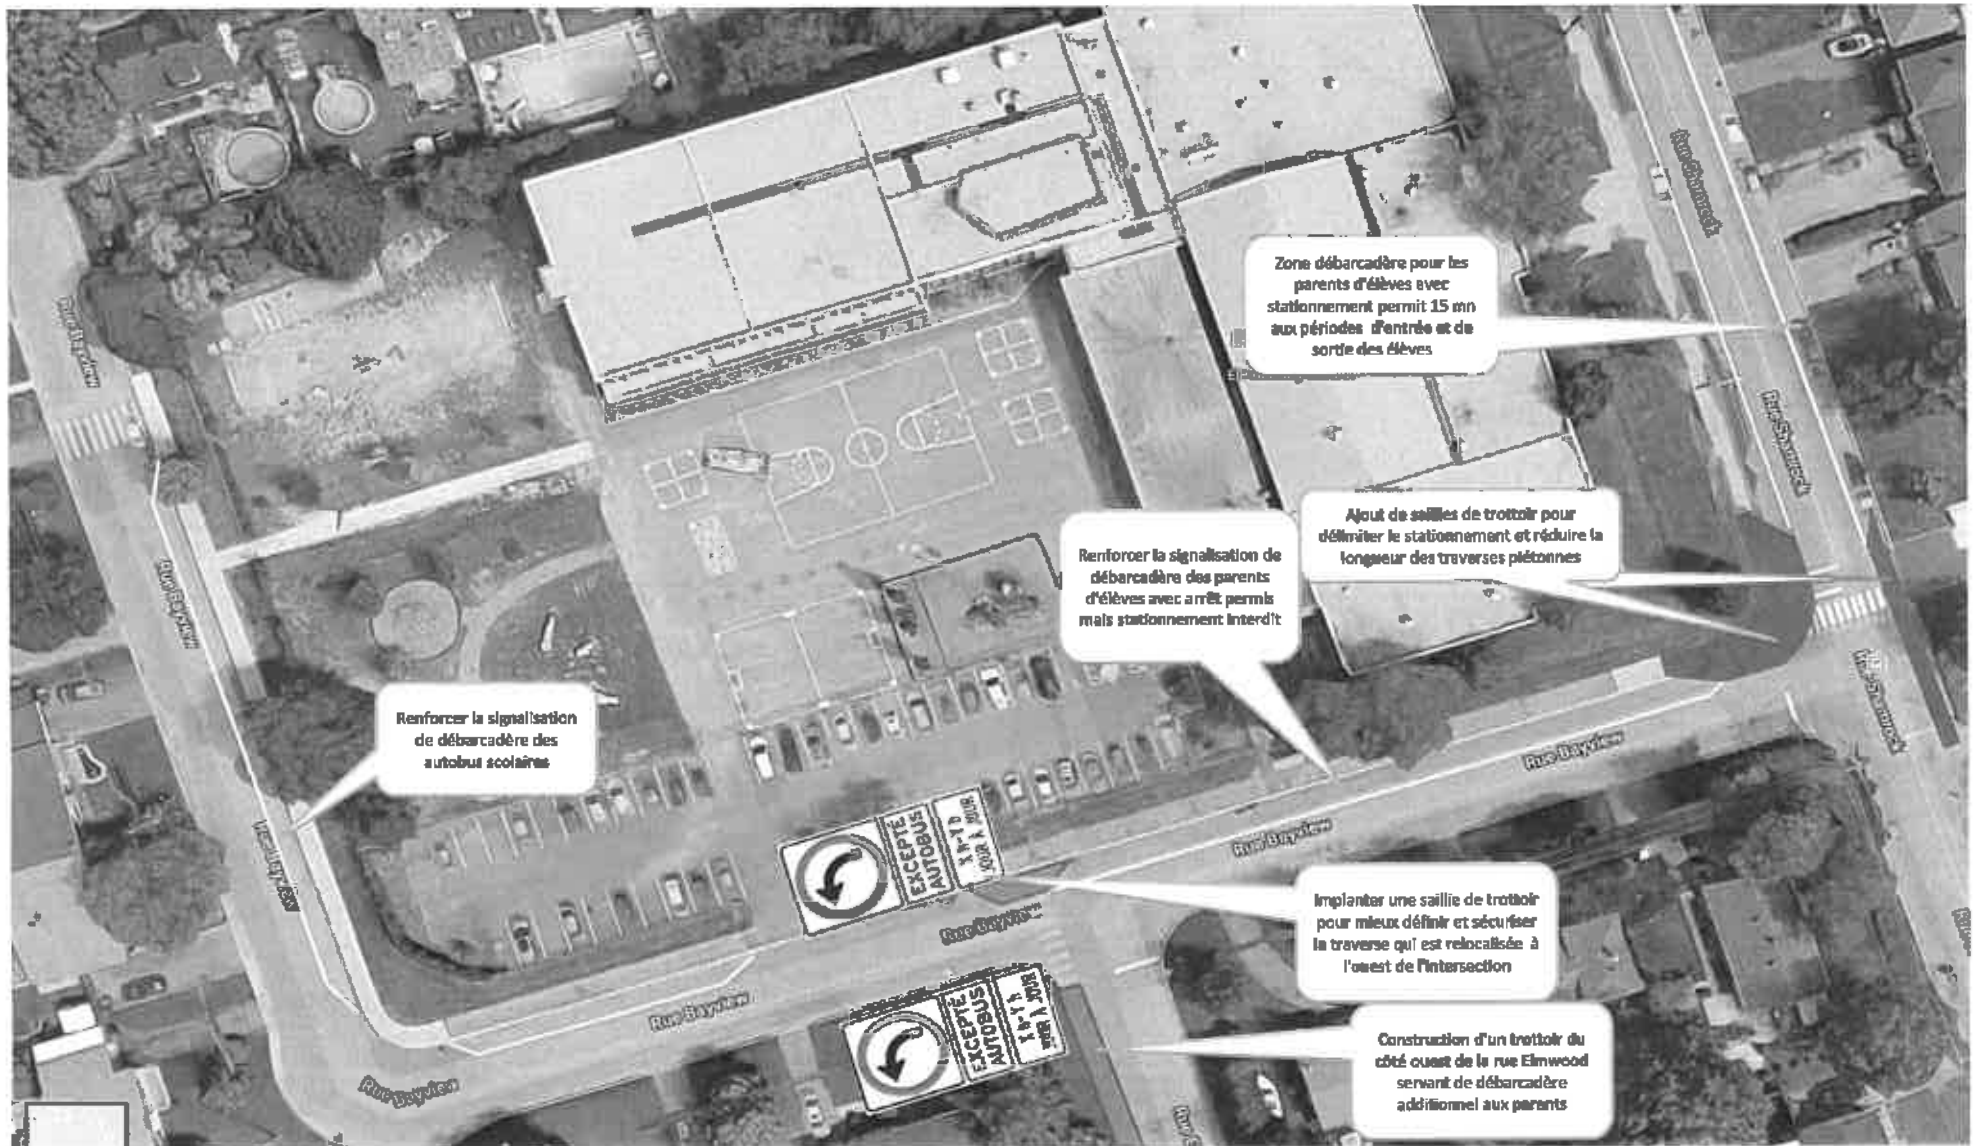 Rue Shamrock
Zone débarcadère pour les
parents d'élèves avec
stationnement permit 15 mn
aux périodes d'entrée et de
sortie des élèves
Rue Bayview
Rue Shamrock
Ajout de saillies de trottoir pour
délimiter le stationnement et réduire la
longueur des traverses piétonnes
Renforcer la signalisation de
débarcadère des parents
d'élèves avec arrêt permis
mais stationnement interdit
Rue Bayview
Rue Shamrock
Renforcer la signalisation
de débarcadère des
autobus scolaires
Rue Bayview
Rue Bayview
Rue Bayview
EXCEPTÉ
AUTOBUS
X h - Y h
JOUR À JOUR
Implanter une saillie de trottoir
pour mieux définir et sécuriser
la traverse qui est relocalisée à
l'ouest de l'intersection
Rue Bayview
Rue Bayview
EXCEPTÉ
AUTOBUS
X h - Y h
JOUR À JOUR
Construction d'un trottoir du
côté ouest de la rue Elmwood
servant de débarcadère
additionnel aux parents
Rue Bayview